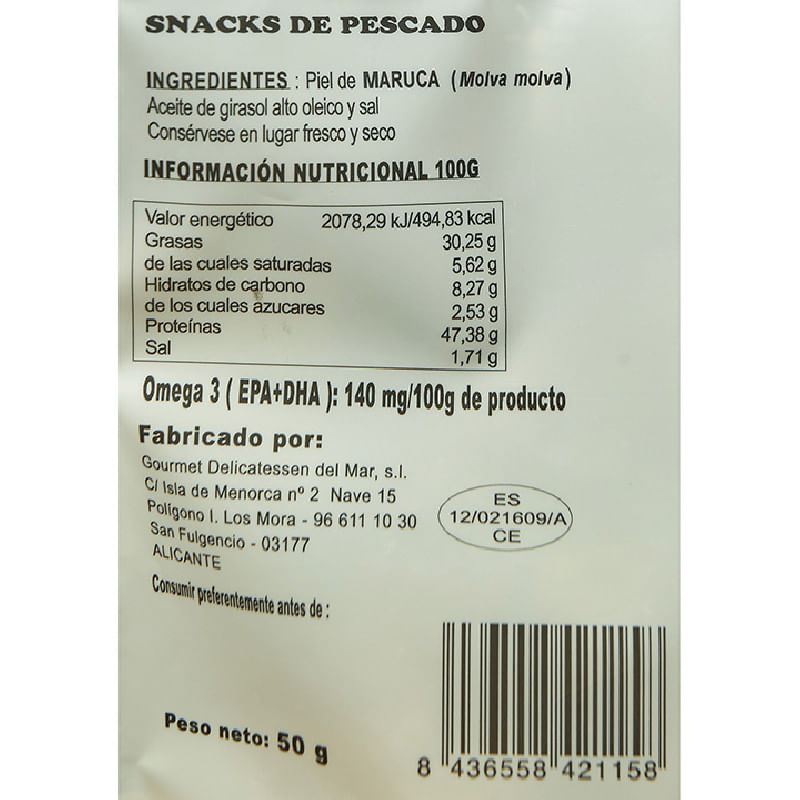 SNACKS DE PESCADO
INGREDIENTES : Piel de MARUCA (Molva molva)
Aceite de girasol alto oleico y sal
Consérvese en lugar fresco y seco
INFORMACIÓN NUTRICIONAL 100G
Valor energético 2078,29 kJ/494,83 kcal
Grasas 30,25 g
de las cuales saturadas 5,62 g
Hidratos de carbono 8,27 g
de los cuales azucares 2,53 g
Proteínas 47,38 g
Sal 1,71 g
Omega 3 ( EPA+DHA ): 140 mg/100g de producto
Fabricado por:
Gourmet Delicatessen del Mar, s.l.
C/ Isla de Menorca nº 2 Nave 15
Polígono I. Los Mora - 96 611 10 30
San Fulgencio - 03177
ALICANTE
ES
12/021609/A
CE
Consumir preferentemente antes de :
Peso neto: 50 g
8 436558 421158